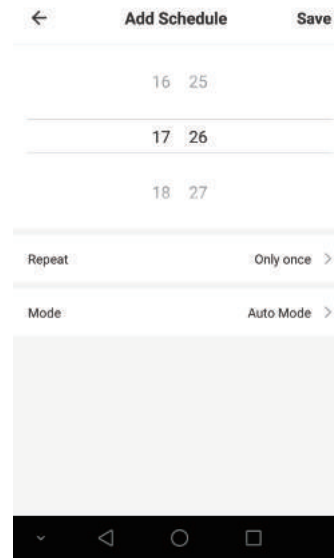 Add Schedule Save
16 25
17 26
18 27
Repeat Only once
Mode Auto Mode